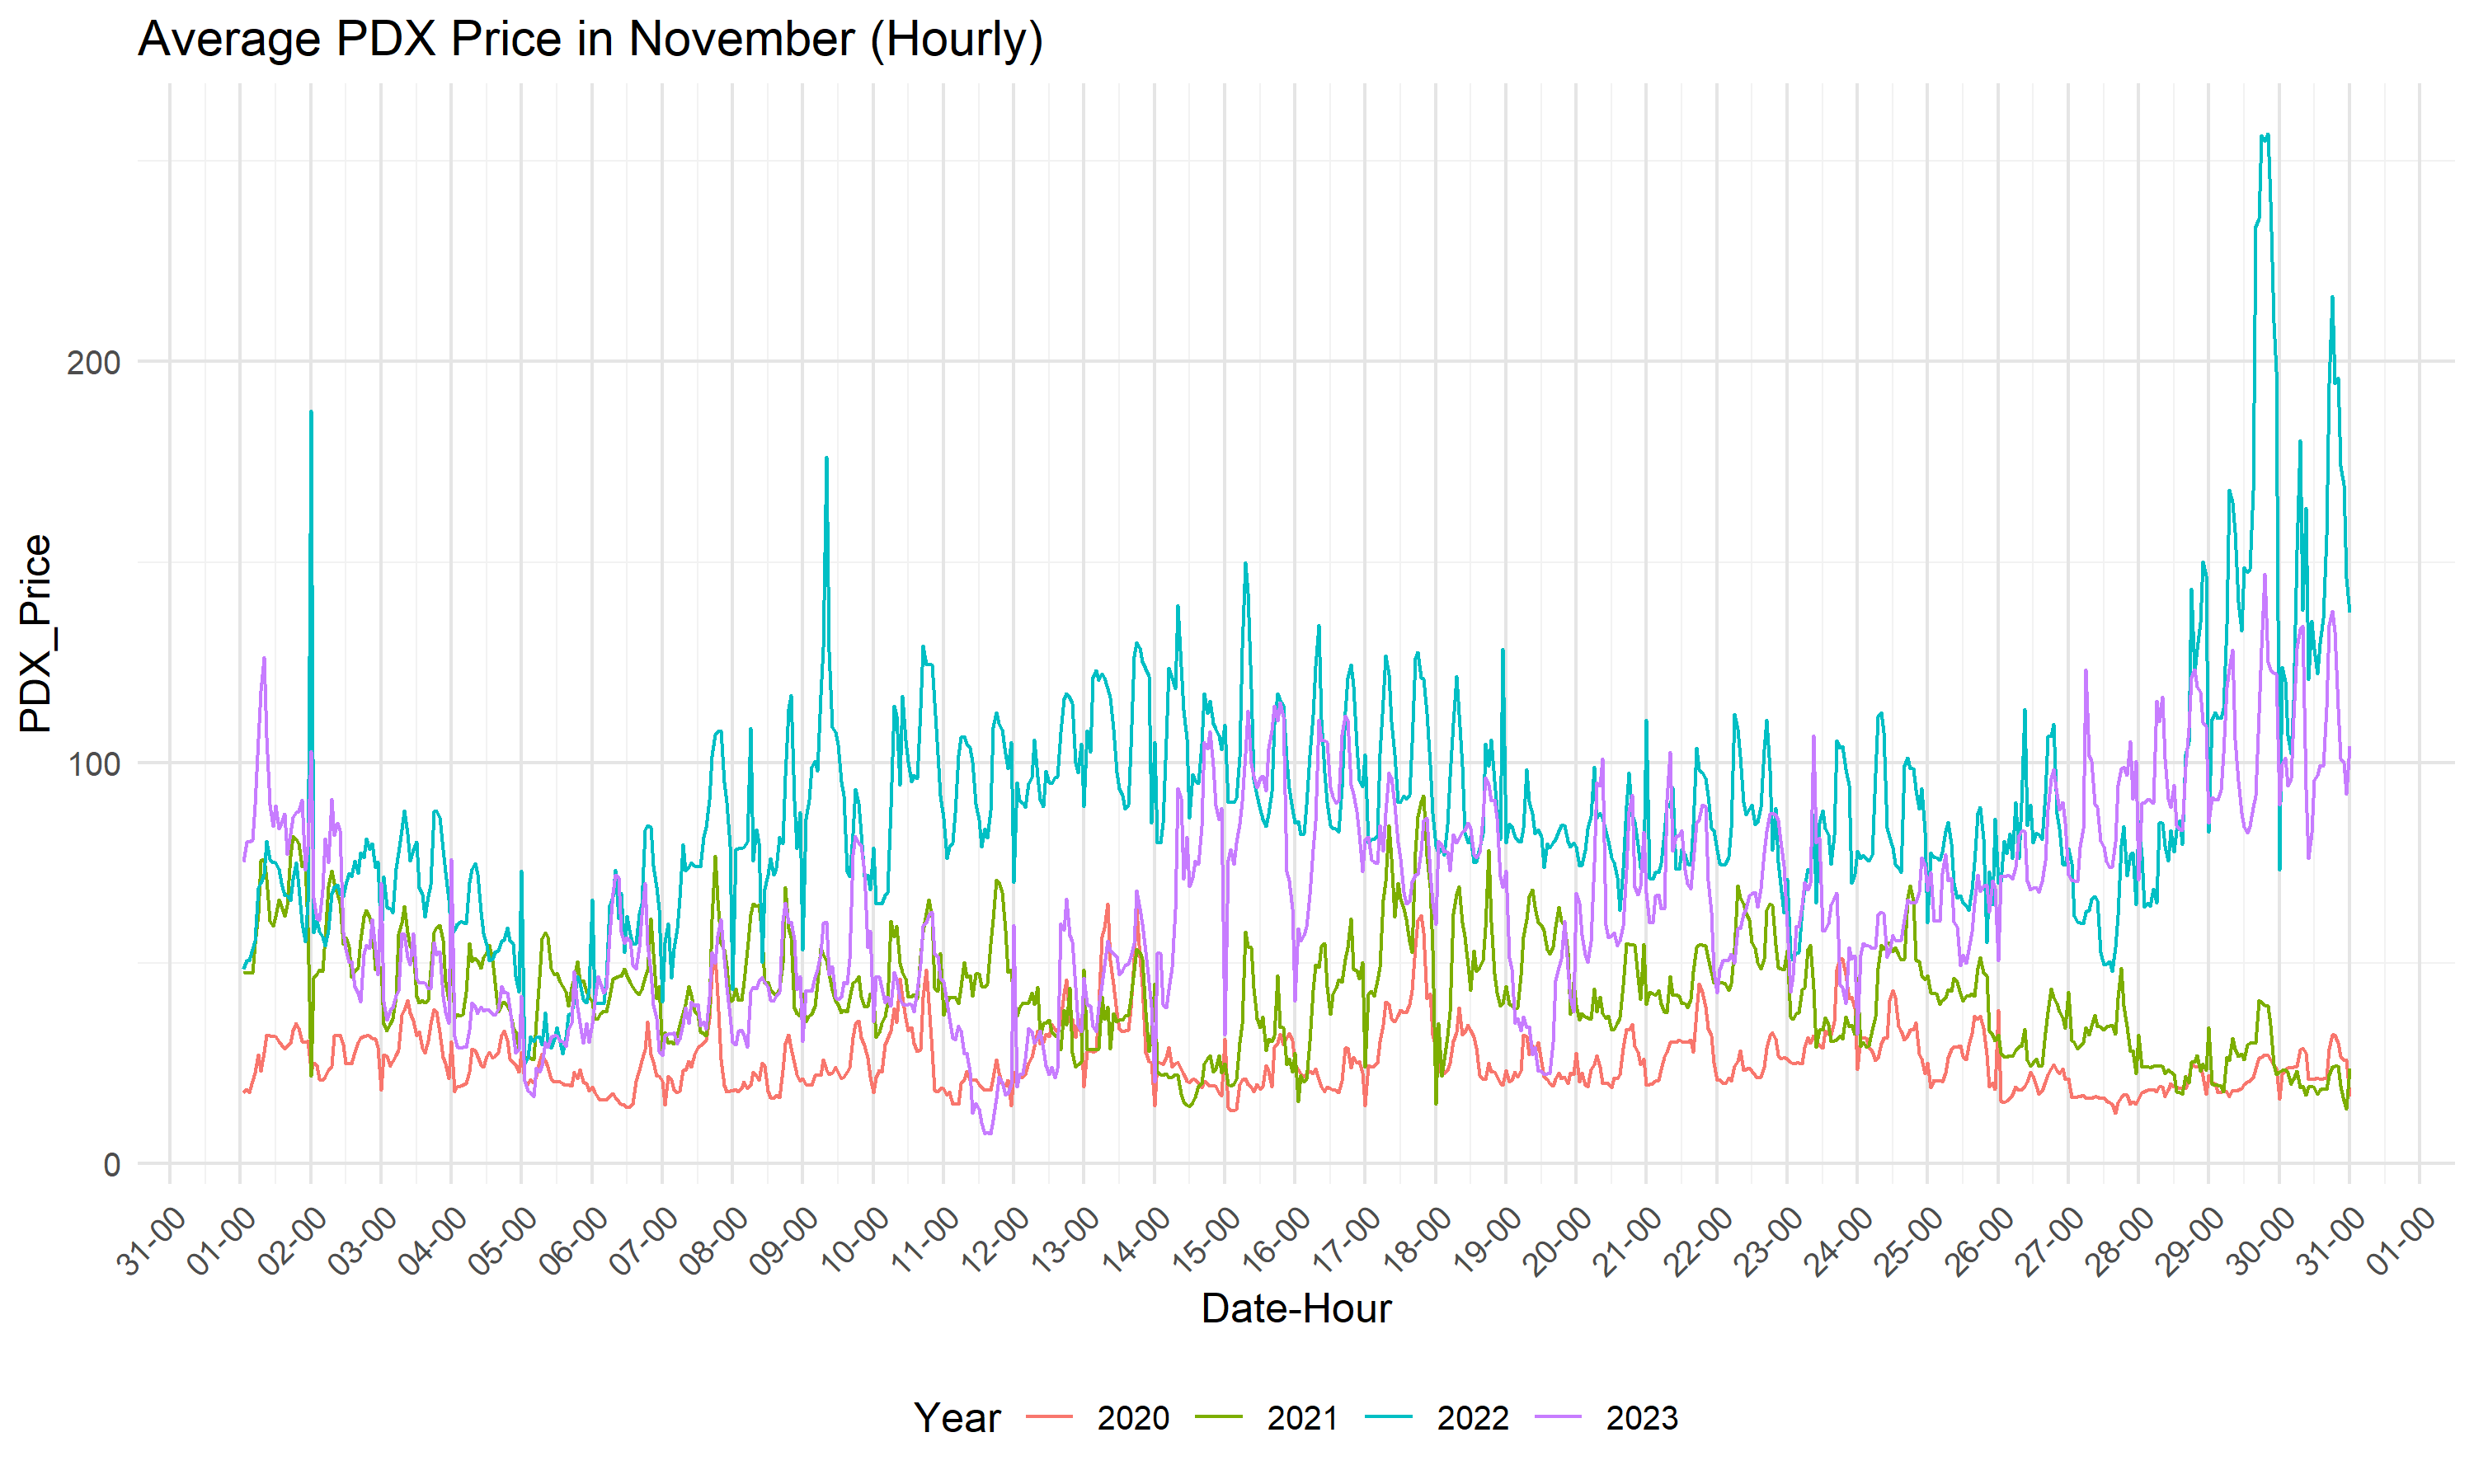 Average PDX Price in November (Hourly)
PDX_Price
200
100
0
31-00 01-00 02-00 03-00 04-00 05-00 06-00 07-00 08-00 09-00 10-00 11-00 12-00 13-00 14-00 15-00 16-00 17-00 18-00 19-00 20-00 21-00 22-00 23-00 24-00 25-00 26-00 27-00 28-00 29-00 30-00 31-00 01-00
Date-Hour
Year 2020 2021 2022 2023